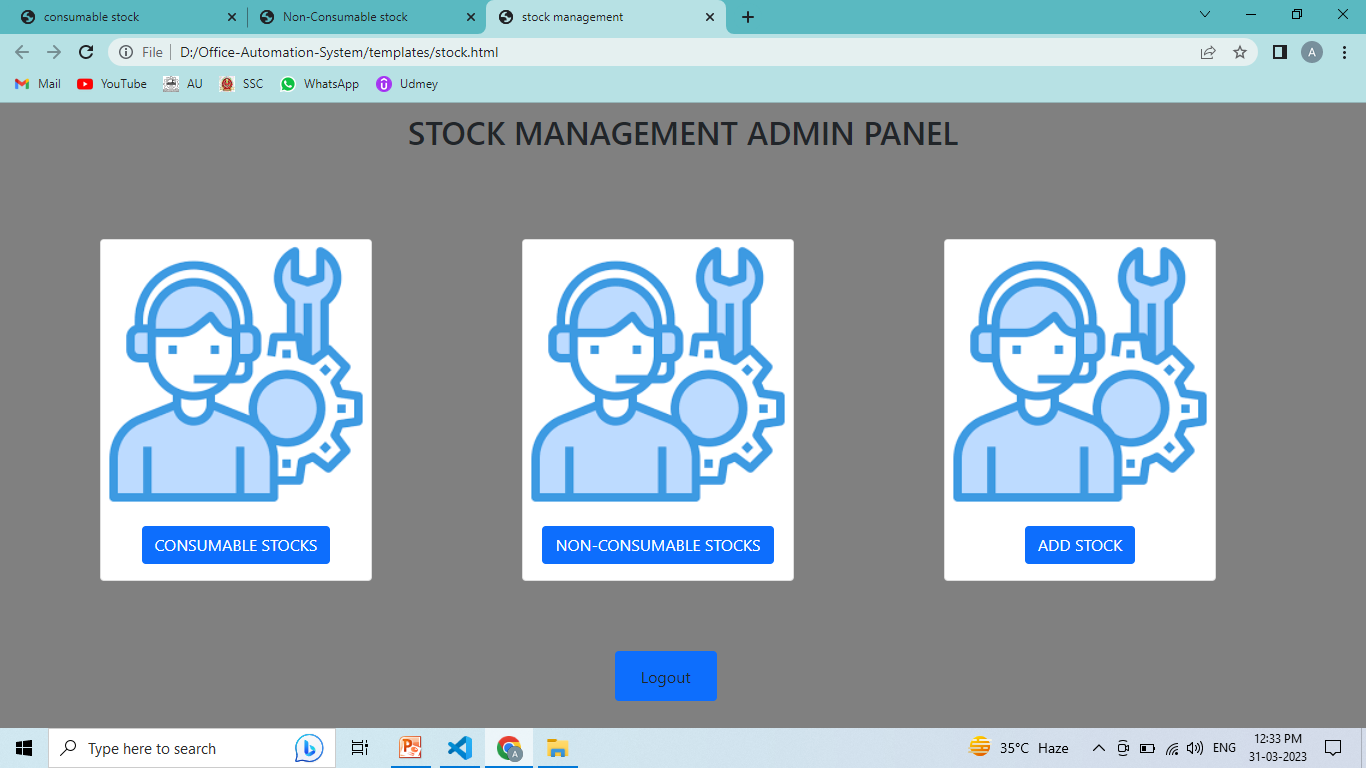 consumable stock
Non-Consumable stock
stock management
File
D:/Office-Automation-System/templates/stock.html
A
Mail
YouTube
AU
SSC
WhatsApp
Udmey
STOCK MANAGEMENT ADMIN PANEL
CONSUMABLE STOCKS
NON-CONSUMABLE STOCKS
ADD STOCK
Logout
Type here to search
A
35°C Haze
ENG
12:33 PM
31-03-2023